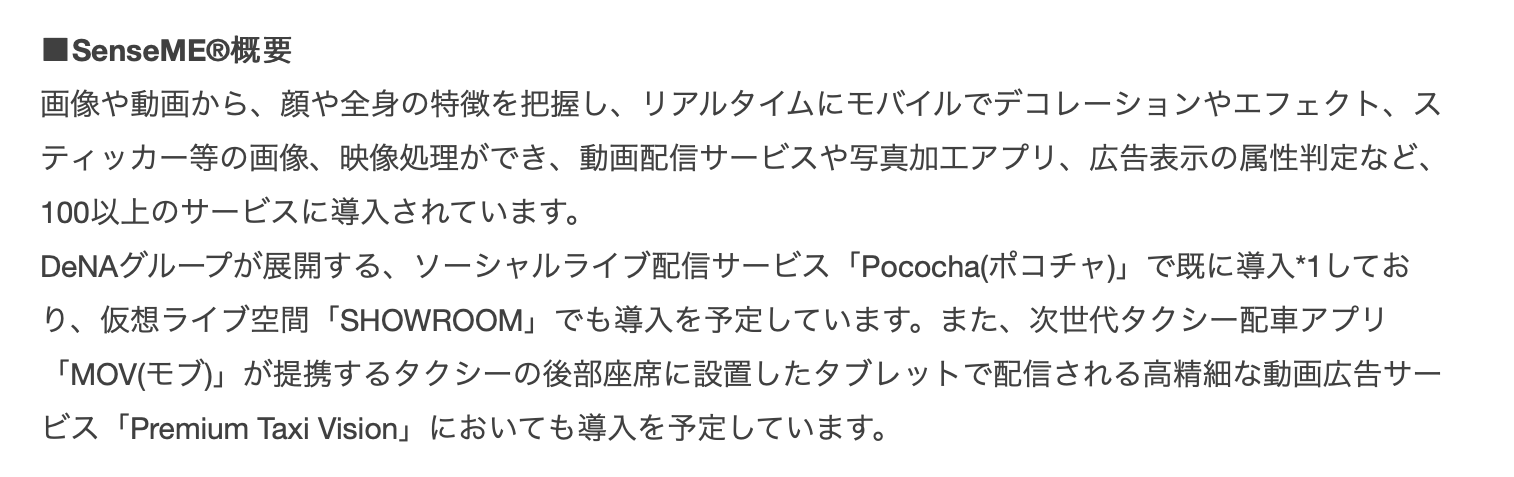 ■SenseME®概要
画像や動画から、顔や全身の特徴を把握し、リアルタイムにモバイルでデコレーションやエフェクト、ス
ティッカー等の画像、映像処理ができ、動画配信サービスや写真加工アプリ、広告表示の属性判定など、
100以上のサービスに導入されています。
DeNAグループが展開する、ソーシャルライブ配信サービス「Pococha(ポコチャ)」で既に導入*1してお
り、仮想ライブ空間「SHOWROOM」でも導入を予定しています。また、次世代タクシー配車アプリ
「MOV(モブ)」が提携するタクシーの後部座席に設置したタブレットで配信される高精細な動画広告サー
ビス「Premium Taxi Vision」においても導入を予定しています。